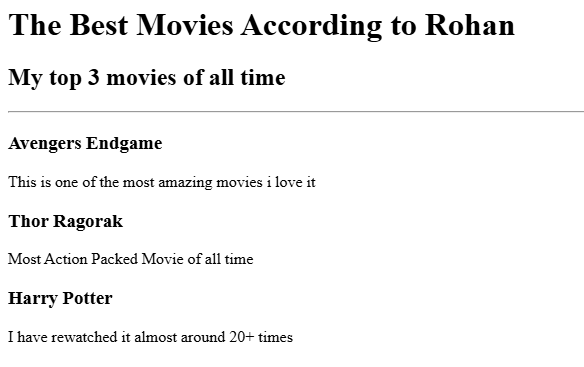 The Best Movies According to Rohan
My top 3 movies of all time
Avengers Endgame
This is one of the most amazing movies i love it
Thor Ragorak
Most Action Packed Movie of all time
Harry Potter
I have rewatched it almost around 20+ times